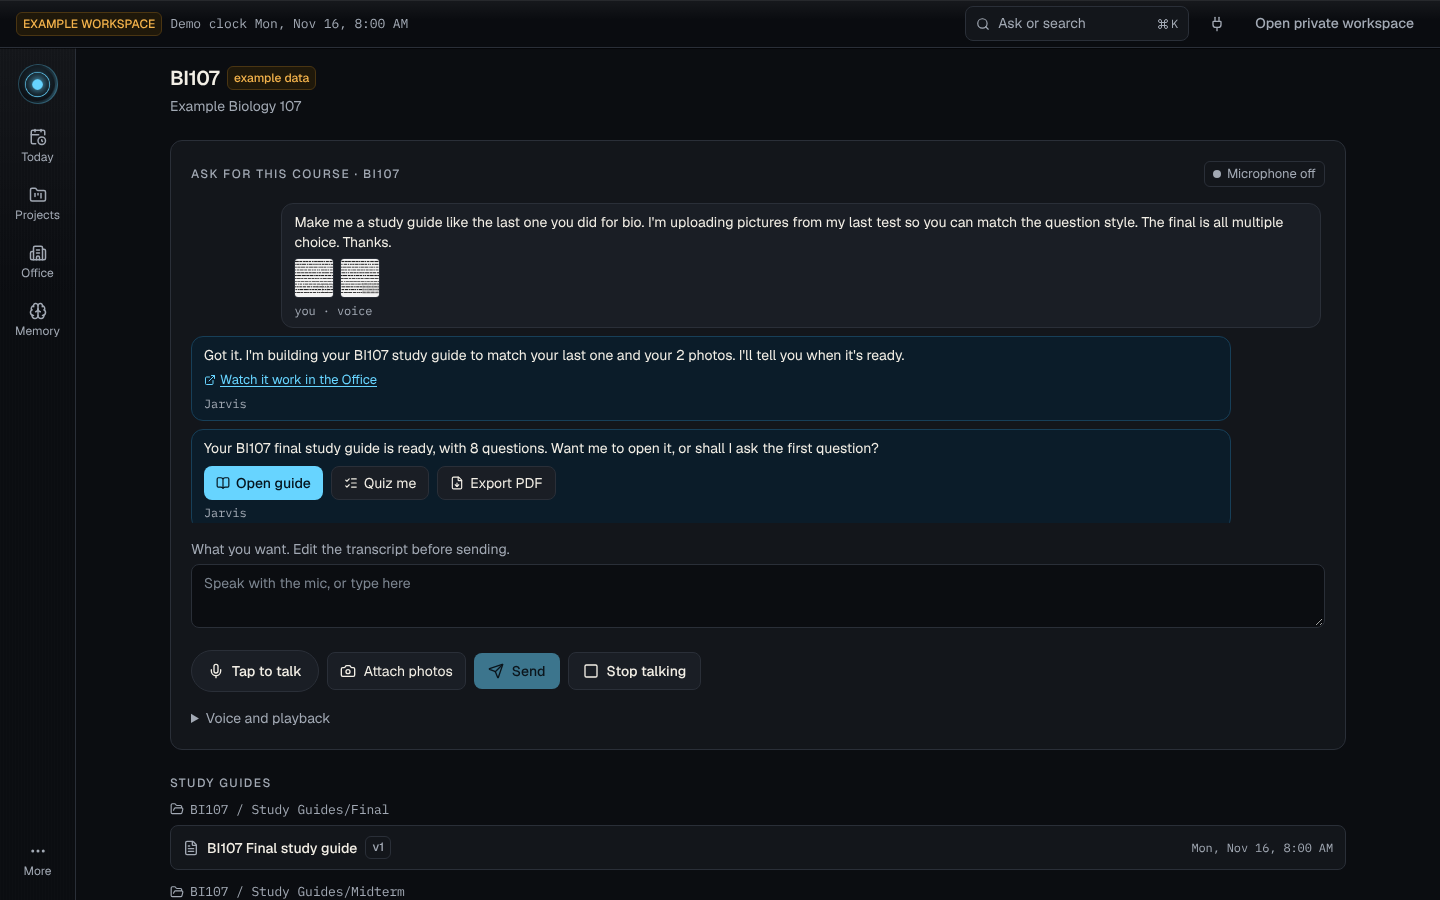 EXAMPLE WORKSPACE Demo clock Mon, Nov 16, 8:00 AM
Ask or search ⌘K
Open private workspace
Today
Projects
Office
Memory
More
BI107 example data
Example Biology 107
ASK FOR THIS COURSE · BI107
Microphone off
Make me a study guide like the last one you did for bio. I'm uploading pictures from my last test so you can match the question style. The final is all multiple
choice. Thanks.
you · voice
Got it. I'm building your BI107 study guide to match your last one and your 2 photos. I'll tell you when it's ready.
Watch it work in the Office
Jarvis
Your BI107 final study guide is ready, with 8 questions. Want me to open it, or shall I ask the first question?
Open guide Quiz me Export PDF
Jarvis
What you want. Edit the transcript before sending.
Speak with the mic, or type here
Tap to talk Attach photos Send Stop talking
Voice and playback
STUDY GUIDES
BI107 / Study Guides/Final
BI107 Final study guide v1 Mon, Nov 16, 8:00 AM
BI107 / Study Guides/Midterm